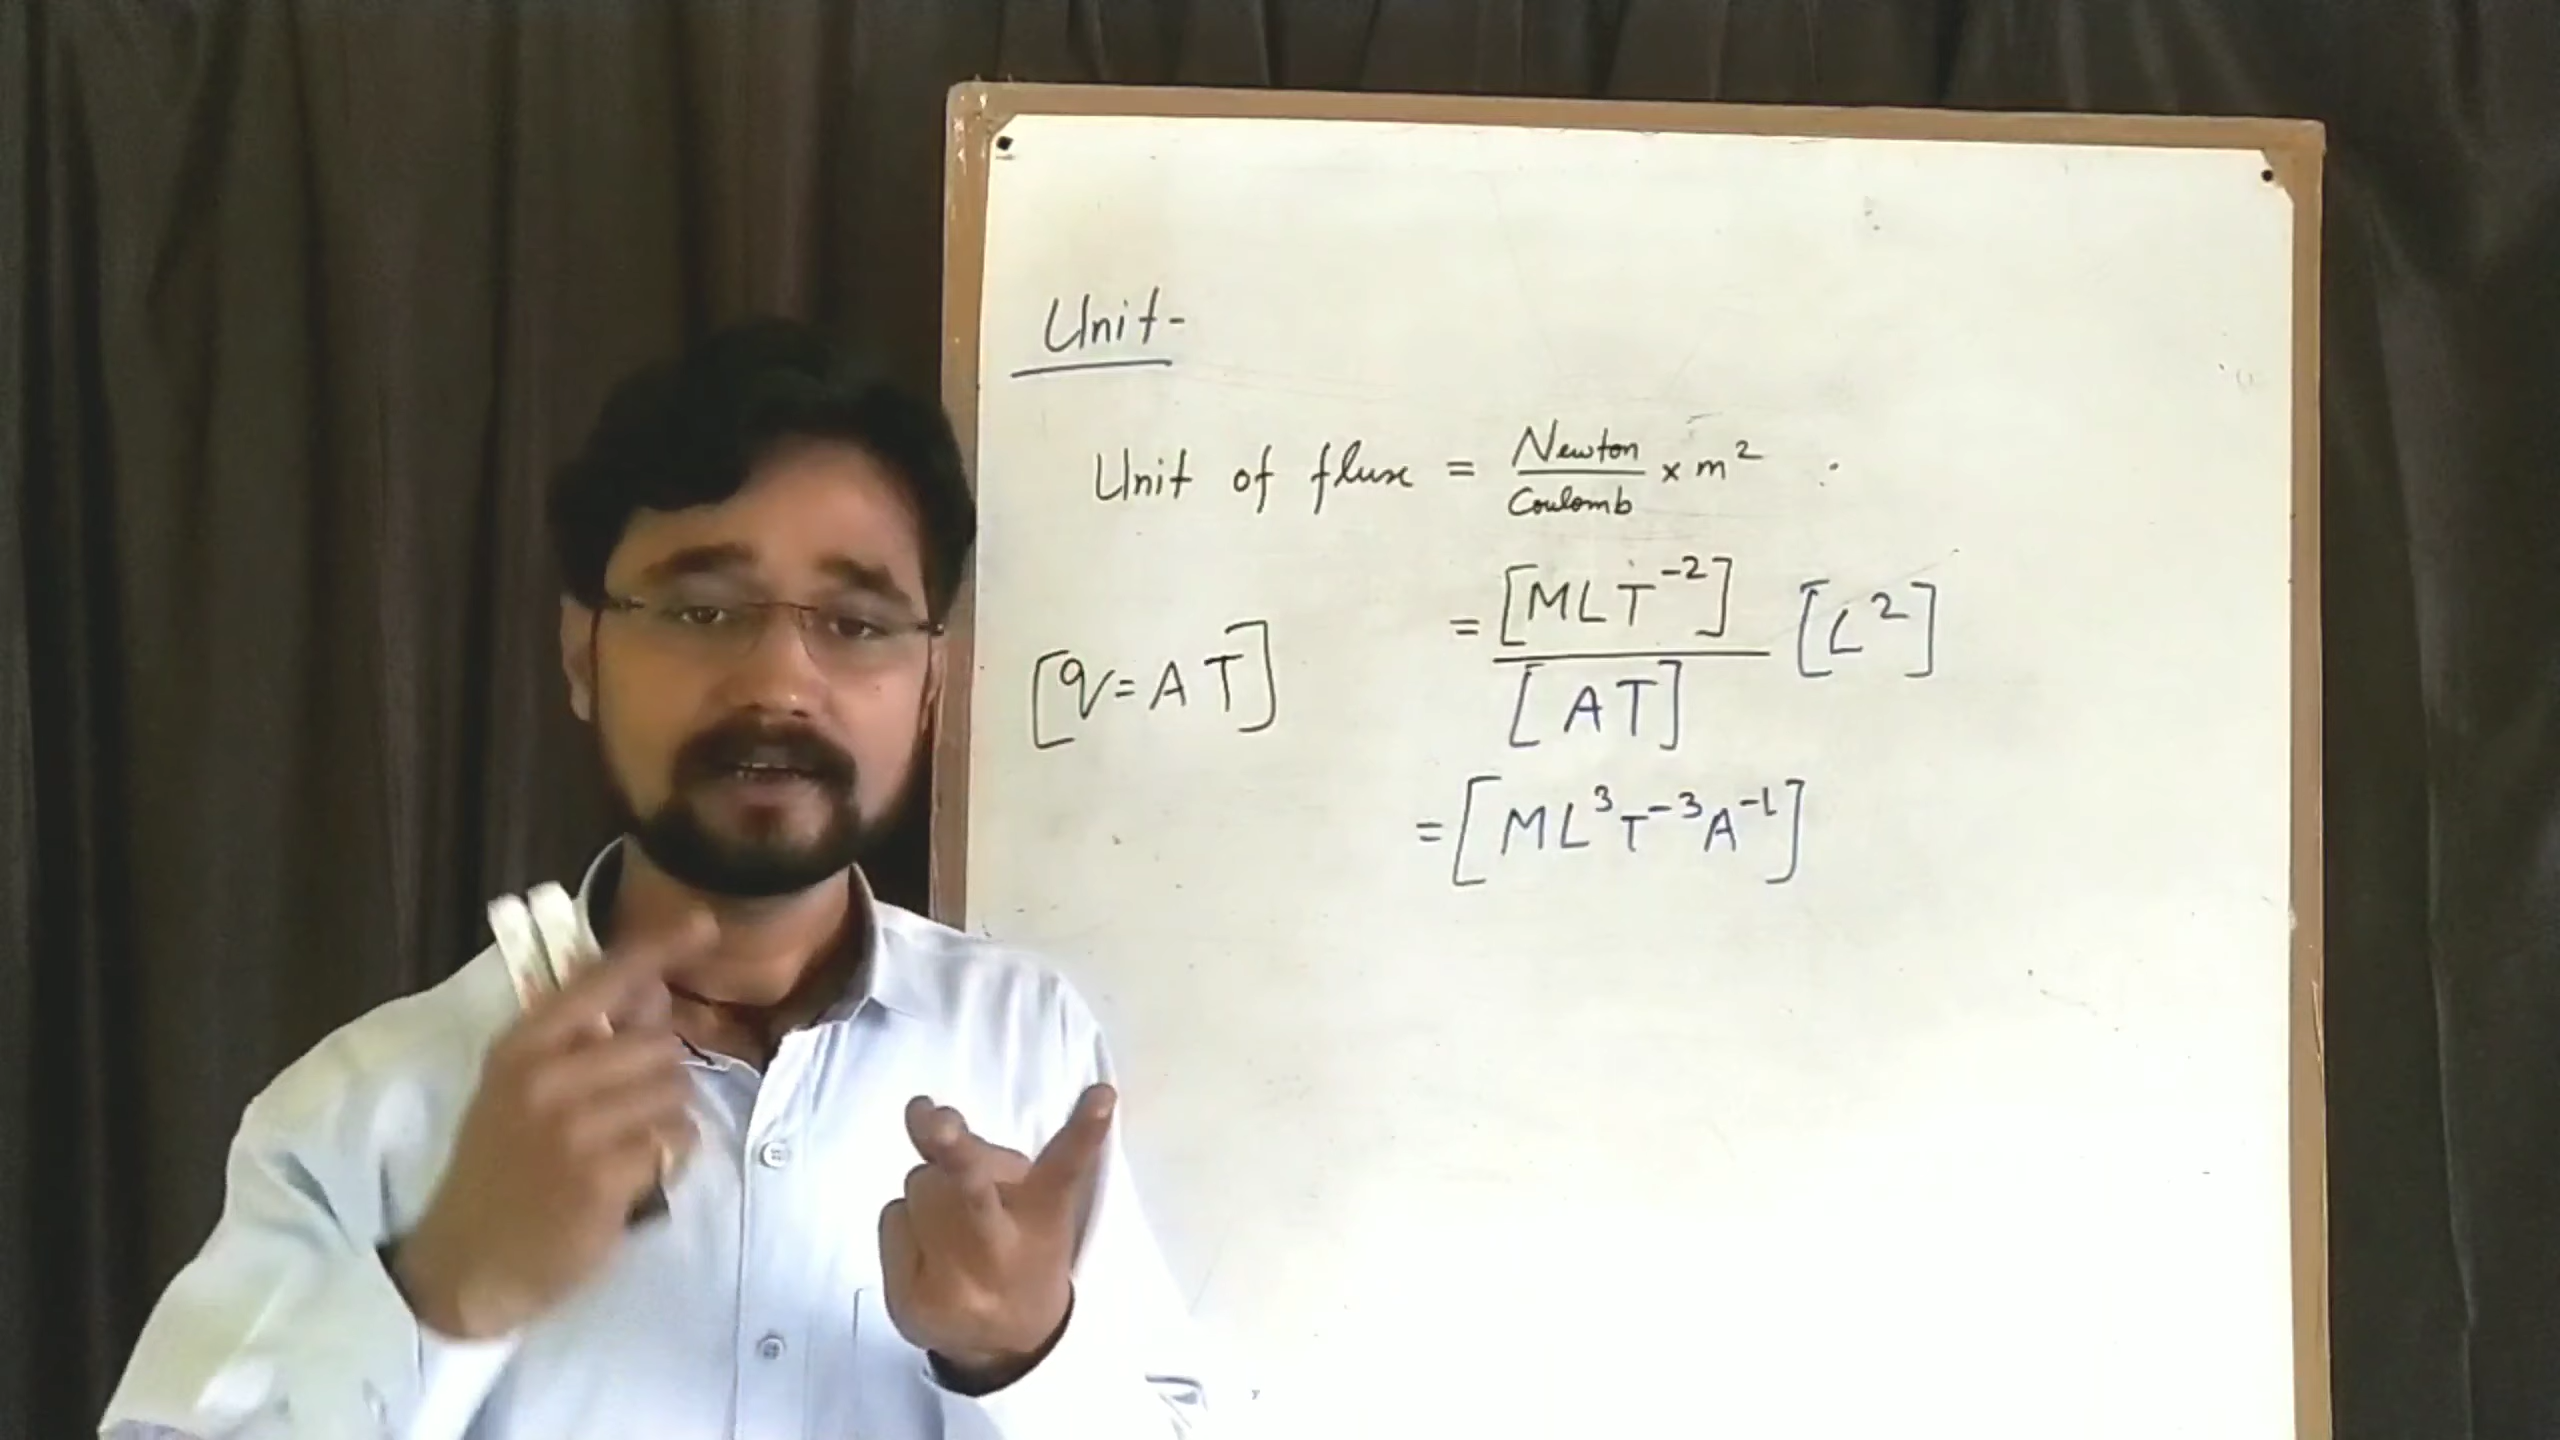 Unit-
Unit of flux = Newton/Coulomb × m²
[q = A T]
= [MLT⁻²]/[AT] [L²]
= [ML³T⁻³A⁻¹]